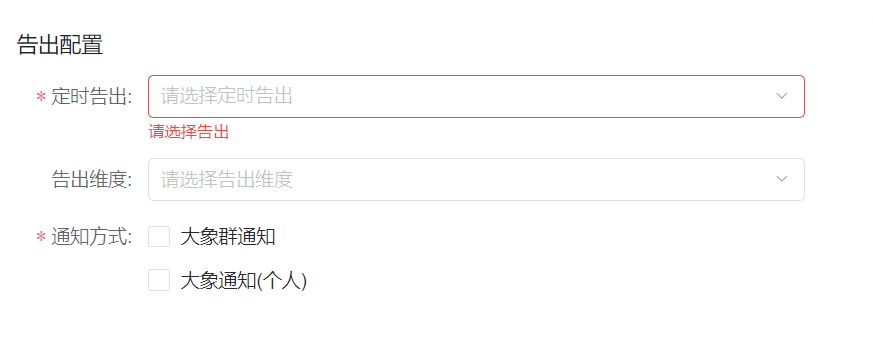 告出配置
* 定时告出: 请选择定时告出
请选择告出
告出维度: 请选择告出维度
* 通知方式: 大象群通知
大象通知(个人)